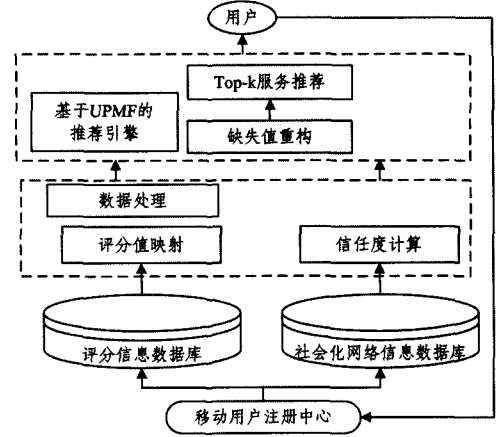 用户
Top-k服务推荐
基于UPMF的
推荐引擎
缺失值重构
数据处理
评分值映射
信任度计算
评分信息数据库
社会化网络信息数据库
移动用户注册中心